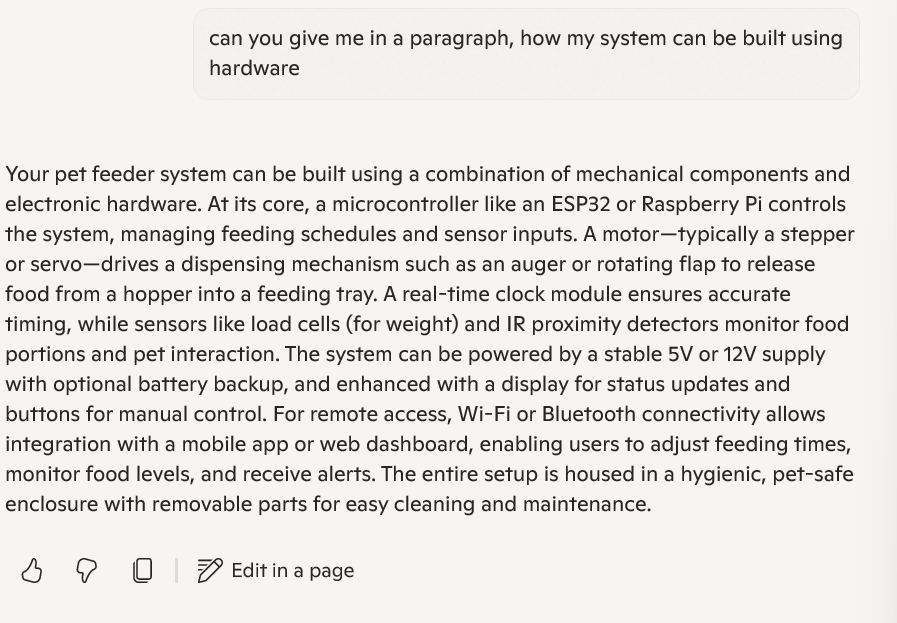 can you give me in a paragraph, how my system can be built using
hardware
Your pet feeder system can be built using a combination of mechanical components and
electronic hardware. At its core, a microcontroller like an ESP32 or Raspberry Pi controls
the system, managing feeding schedules and sensor inputs. A motor—typically a stepper
or servo—drives a dispensing mechanism such as an auger or rotating flap to release
food from a hopper into a feeding tray. A real-time clock module ensures accurate
timing, while sensors like load cells (for weight) and IR proximity detectors monitor food
portions and pet interaction. The system can be powered by a stable 5V or 12V supply
with optional battery backup, and enhanced with a display for status updates and
buttons for manual control. For remote access, Wi-Fi or Bluetooth connectivity allows
integration with a mobile app or web dashboard, enabling users to adjust feeding times,
monitor food levels, and receive alerts. The entire setup is housed in a hygienic, pet-safe
enclosure with removable parts for easy cleaning and maintenance.
Edit in a page